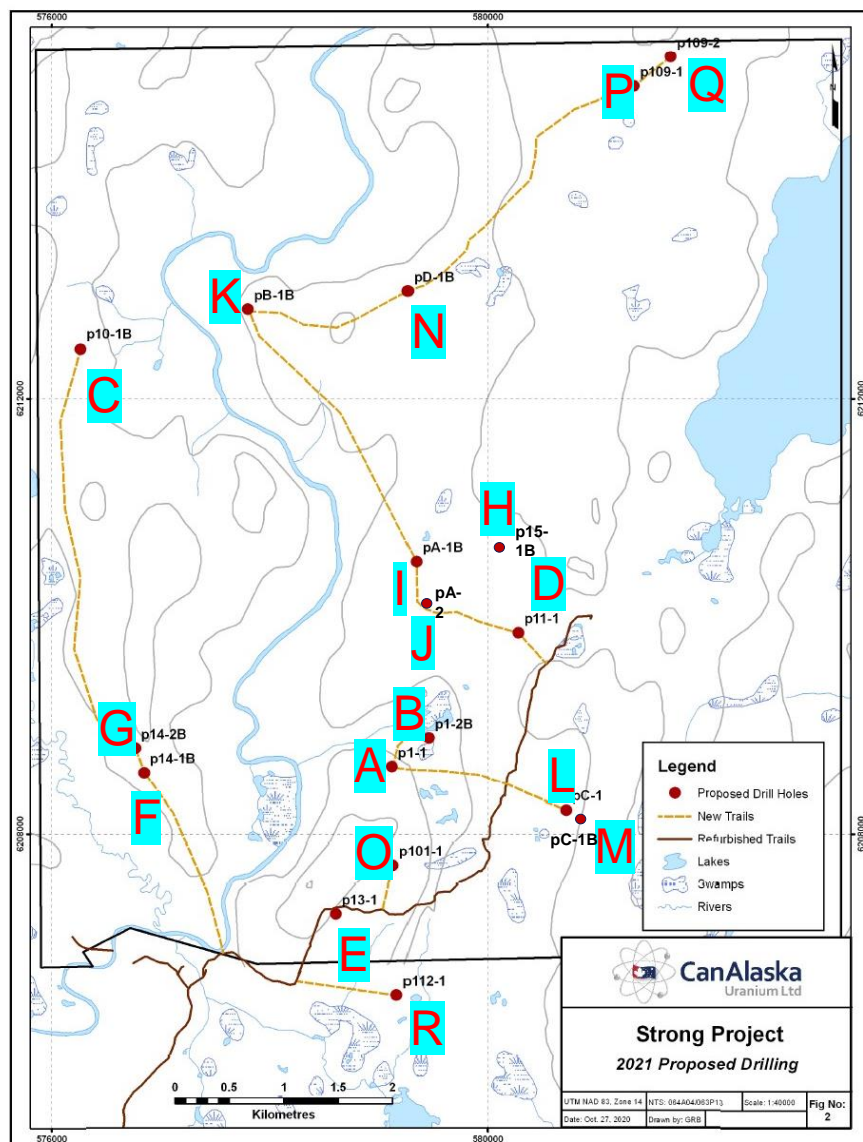 576000
580000
p109-2
p109-1
P
Q
K
pB-1B
pD-1B
N
p10-1B
C
6212000
6212000
H
p15-
1B
D
pA-1B
I
pA-
2
J
p11-1
G
p14-2B
p14-1B
F
B
p1-2B
A
p1-1
L
pC-1
pC-1B
M
6208000
6208000
O
p101-1
p13-1
E
p112-1
R
Legend
Proposed Drill Holes
New Trails
Refurbished Trails
Lakes
3wamps
Rivers
CanAlaska
Uranium Ltd
Strong Project
2021 Proposed Drilling
UTM NAD 83, Zone 14
NTS: 064A04/063P13
Scale: 1:40000
Fig No:
2
Date: Oct. 27, 2020
Drawn by: GRB
0 0.5 1 1.5 2
Kilometres
576000
580000